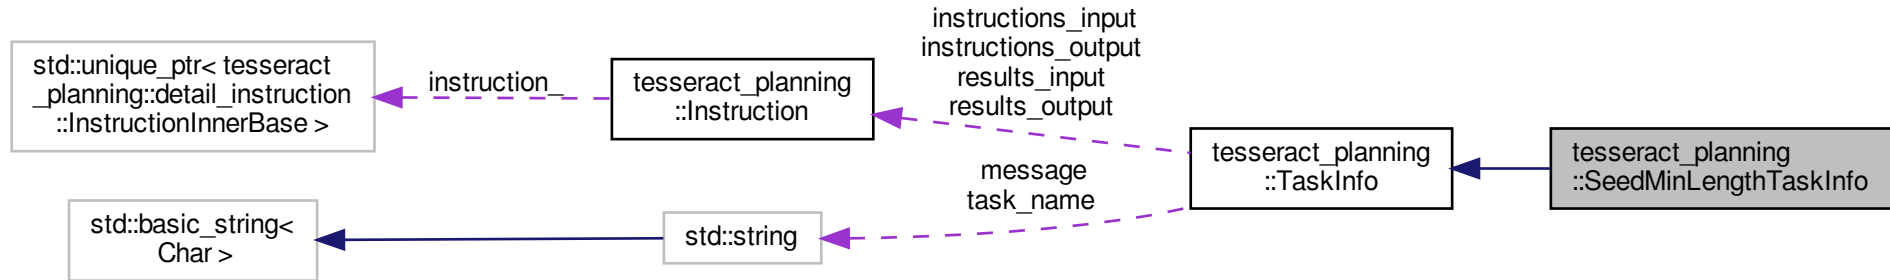 std::unique_ptr< tesseract
_planning::detail_instruction
::InstructionInnerBase >
instruction_
tesseract_planning
::Instruction
instructions_input
instructions_output
results_input
results_output
std::basic_string<
Char >
std::string
message
task_name
tesseract_planning
::TaskInfo
tesseract_planning
::SeedMinLengthTaskInfo